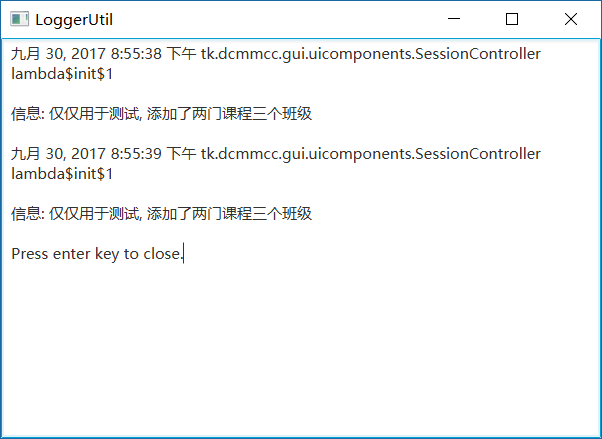 LoggerUtil
九月 30, 2017 8:55:38 下午 tk.dcmmcc.gui.uicomponents.SessionController
lambda$init$1
信息: 仅仅用于测试, 添加了两门课程三个班级
九月 30, 2017 8:55:39 下午 tk.dcmmcc.gui.uicomponents.SessionController
lambda$init$1
信息: 仅仅用于测试, 添加了两门课程三个班级
Press enter key to close.